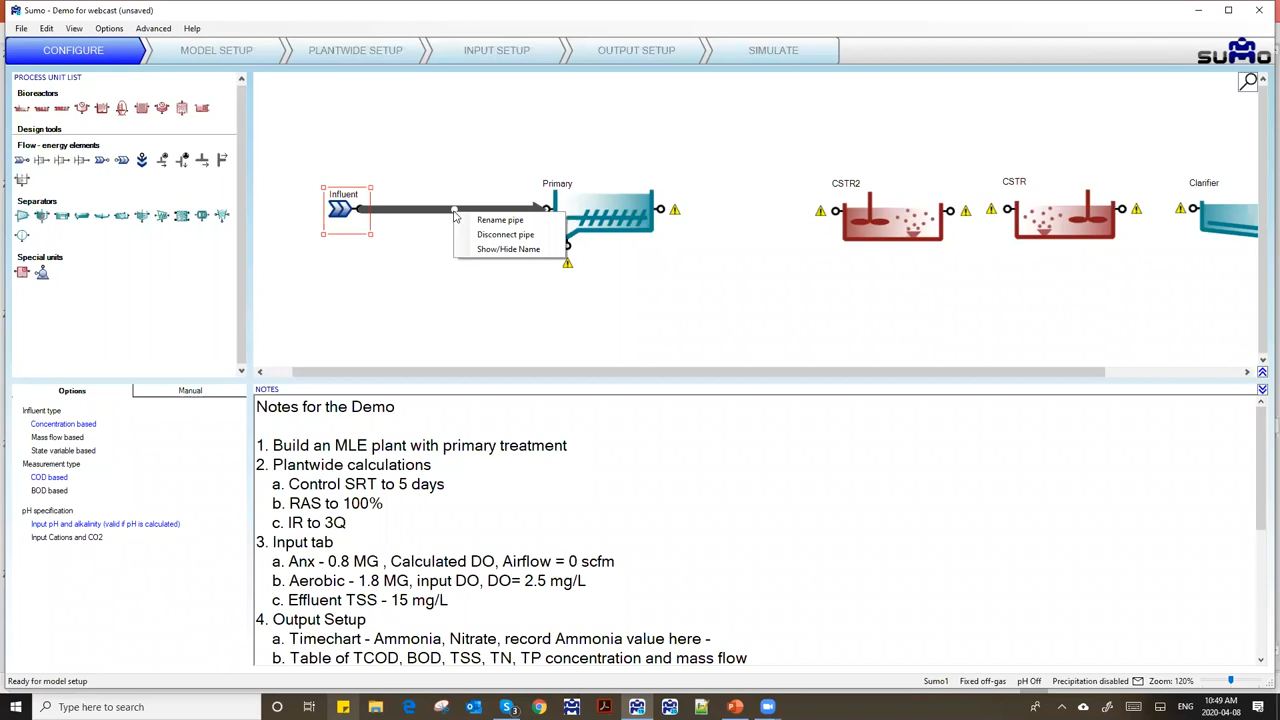 Sumo - Demo for webcast (unsaved)
File Edit View Options Advanced Help
CONFIGURE MODEL SETUP PLANTWIDE SETUP INPUT SETUP OUTPUT SETUP SIMULATE
sumo
PROCESS UNIT LIST
Bioreactors
Design tools
Flow - energy elements
Separators
Special units
Influent
Primary
CSTR2
CSTR
Clarifier
Rename pipe
Disconnect pipe
Show/Hide Name
Options Manual
Influent type
Concentration based
Mass flow based
State variable based
Measurement type
COD based
BOD based
pH specification
Input pH and alkalinity (valid if pH is calculated)
Input Cations and CO2
NOTES
Notes for the Demo
1. Build an MLE plant with primary treatment
2. Plantwide calculations
a. Control SRT to 5 days
b. RAS to 100%
c. IR to 3Q
3. Input tab
a. Anx - 0.8 MG , Calculated DO, Airflow = 0 scfm
b. Aerobic - 1.8 MG, input DO, DO= 2.5 mg/L
c. Effluent TSS - 15 mg/L
4. Output Setup
a. Timechart - Ammonia, Nitrate, record Ammonia value here -
b. Table of TCOD, BOD, TSS, TN, TP concentration and mass flow
Ready for model setup
Sumo1 Fixed off-gas pH Off Precipitation disabled Zoom: 120%
Type here to search
10:49 AM
2020-04-08